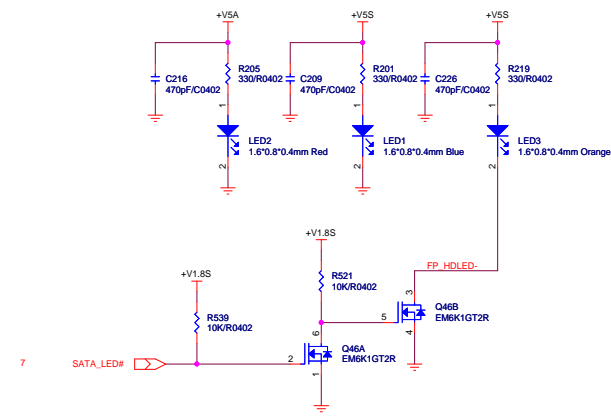 +V5A +V5S +V5S
C216 470pF/C0402
R205 330/R0402
C209 470pF/C0402
R201 330/R0402
C226 470pF/C0402
R219 330/R0402
1 1 1
LED2 1.6*0.8*0.4mm Red
LED1 1.6*0.8*0.4mm Blue
LED3 1.6*0.8*0.4mm Orange
2 2 2
+V1.8S
FP_HDLED-
+V1.8S
R521 10K/R0402
3
Q46B EM6K1GT2R
5
4
R539 10K/R0402
6
Q46A EM6K1GT2R
7 SATA_LED# 2
1